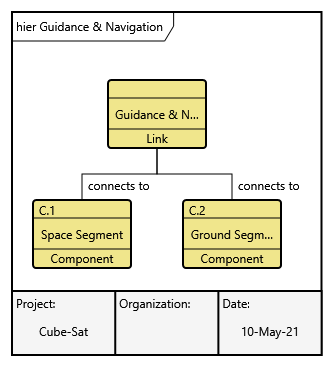 hier Guidance & Navigation
Guidance & N...
Link
connects to
connects to
C.1
Space Segment
Component
C.2
Ground Segm...
Component
Project:
Cube-Sat
Organization:
Date:
10-May-21